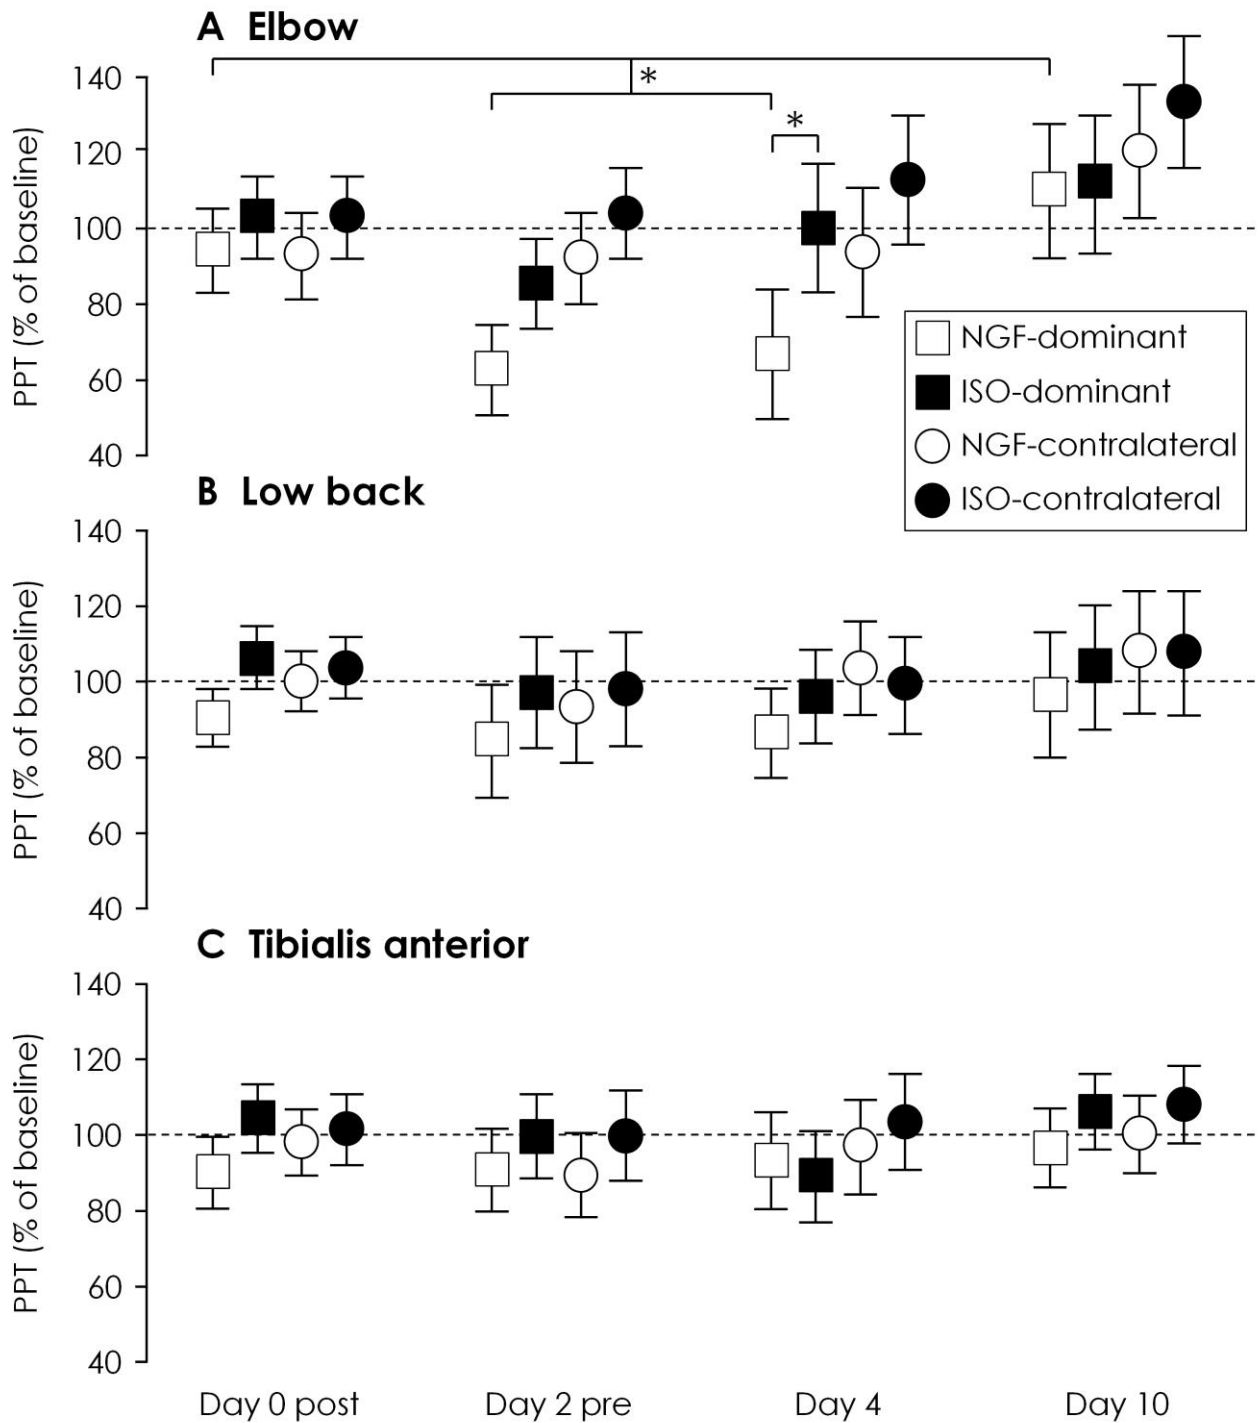 A Elbow
140
120
100
80
60
40
PPT (% of baseline)
*
*
NGF-dominant
ISO-dominant
NGF-contralateral
ISO-contralateral
B Low back
140
120
100
80
60
40
PPT (% of baseline)
C Tibialis anterior
140
120
100
80
60
40
PPT (% of baseline)
Day 0 post Day 2 pre Day 4 Day 10